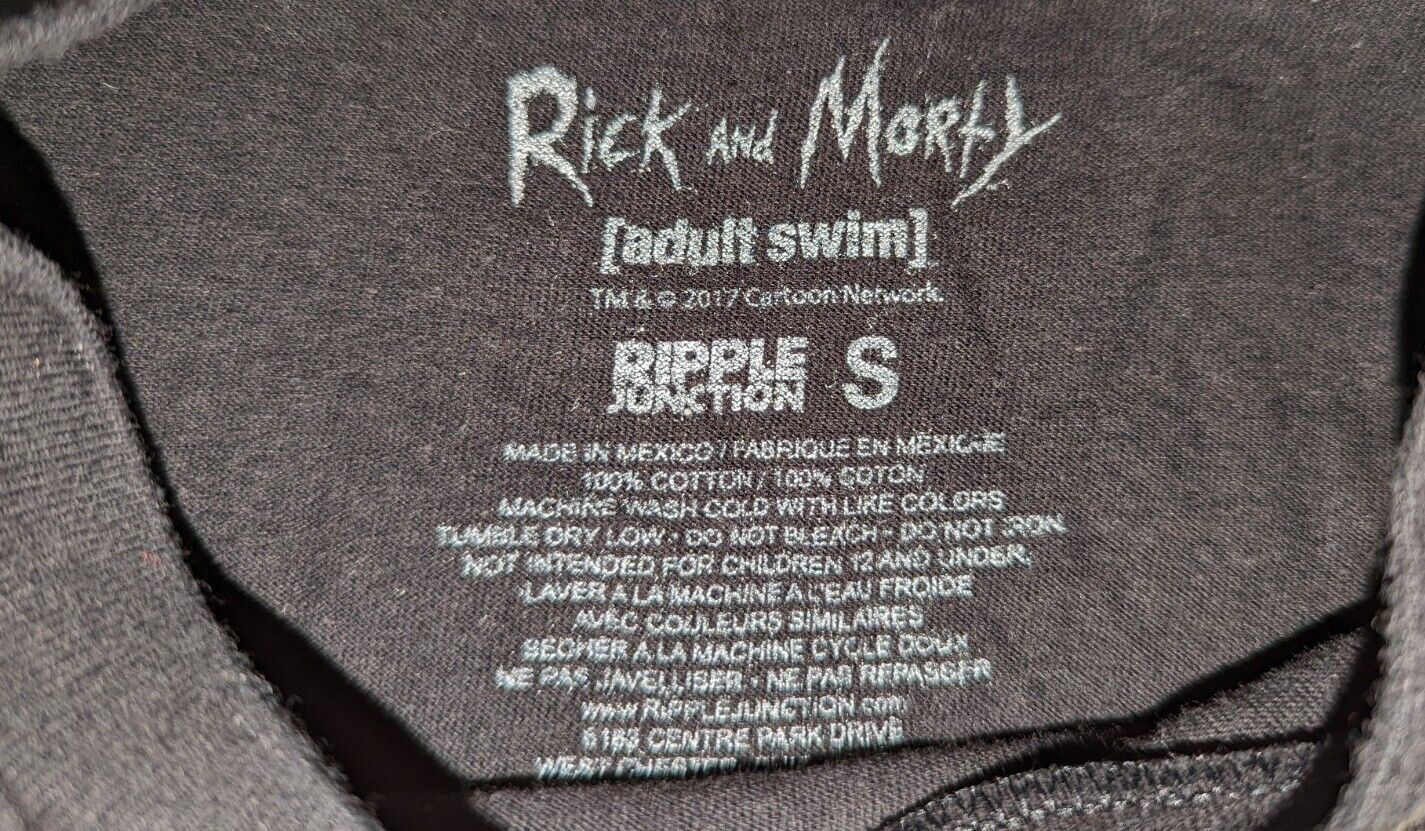 Rick and Morty
[adult swim]
TM & © 2017 Cartoon Network.
RIPPLE JUNCTION S
MADE IN MEXICO / FABRIQUE EN MEXIQUE
100% COTTON / 100% COTON
MACHINE WASH COLD WITH LIKE COLORS
TUMBLE DRY LOW - DO NOT BLEACH - DO NOT IRON
NOT INTENDED FOR CHILDREN 12 AND UNDER.
LAVER A LA MACHINE A L'EAU FROIDE
AVEC COULEURS SIMILAIRES
SECHER A LA MACHINE CYCLE DOUX
NE PAS JAVELLISER - NE PAS REPASSER
www.RIPPLEJUNCTION.com
CENTRE PARK DRIVE
WEST CHESTER